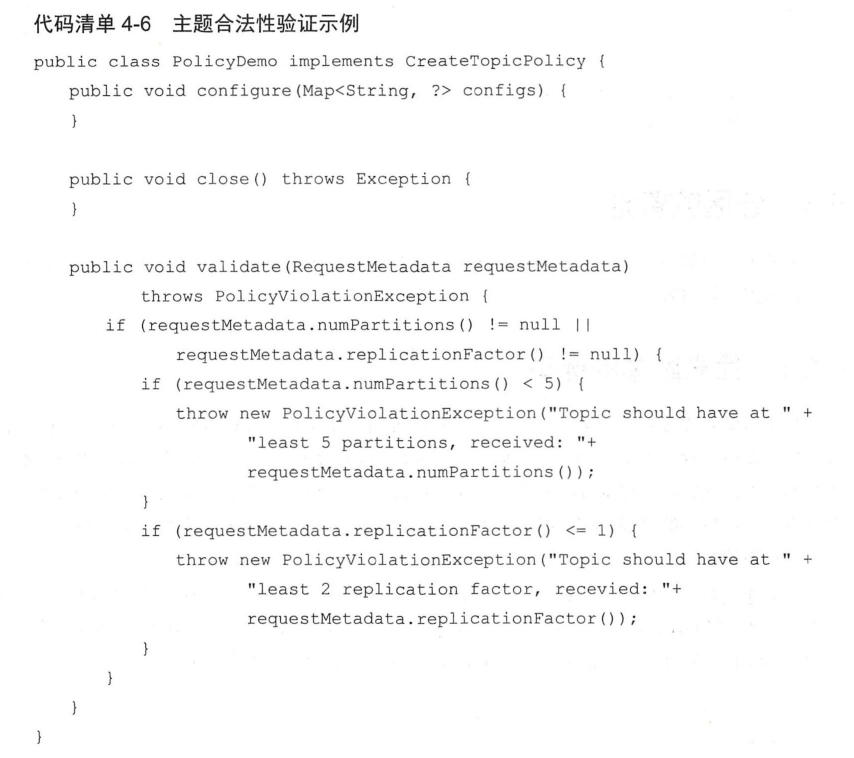 代码清单 4-6 主题合法性验证示例
public class PolicyDemo implements CreateTopicPolicy {
    public void configure(Map<String, ?> configs) {
    }

    public void close() throws Exception {
    }

    public void validate(RequestMetadata requestMetadata)
            throws PolicyViolationException {
        if (requestMetadata.numPartitions() != null ||
                requestMetadata.replicationFactor() != null) {
            if (requestMetadata.numPartitions() < 5) {
                throw new PolicyViolationException("Topic should have at " +
                        "least 5 partitions, received: "+
                        requestMetadata.numPartitions());
            }
            if (requestMetadata.replicationFactor() <= 1) {
                throw new PolicyViolationException("Topic should have at " +
                        "least 2 replication factor, recevied: "+
                        requestMetadata.replicationFactor());
            }
        }
    }
}